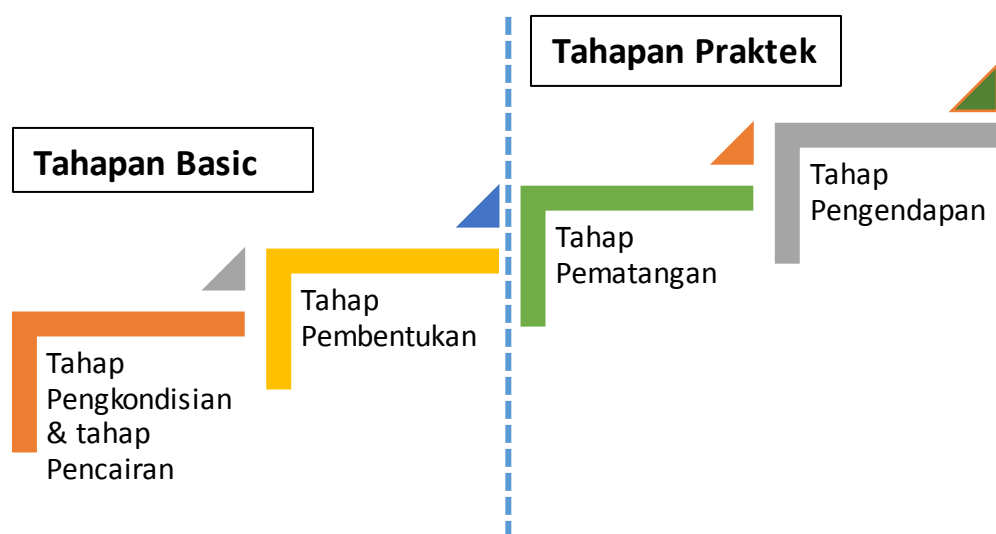 Tahapan Basic
Tahap
Pengkondisian
& tahap
Pencairan
Tahap
Pembentukan
Tahapan Praktek
Tahap
Pematangan
Tahap
Pengendapan